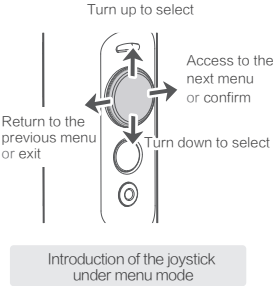 Turn up to select
Access to the
next menu
or confirm
Return to the
previous menu
or exit
Turn down to select
Introduction of the joystick
under menu mode